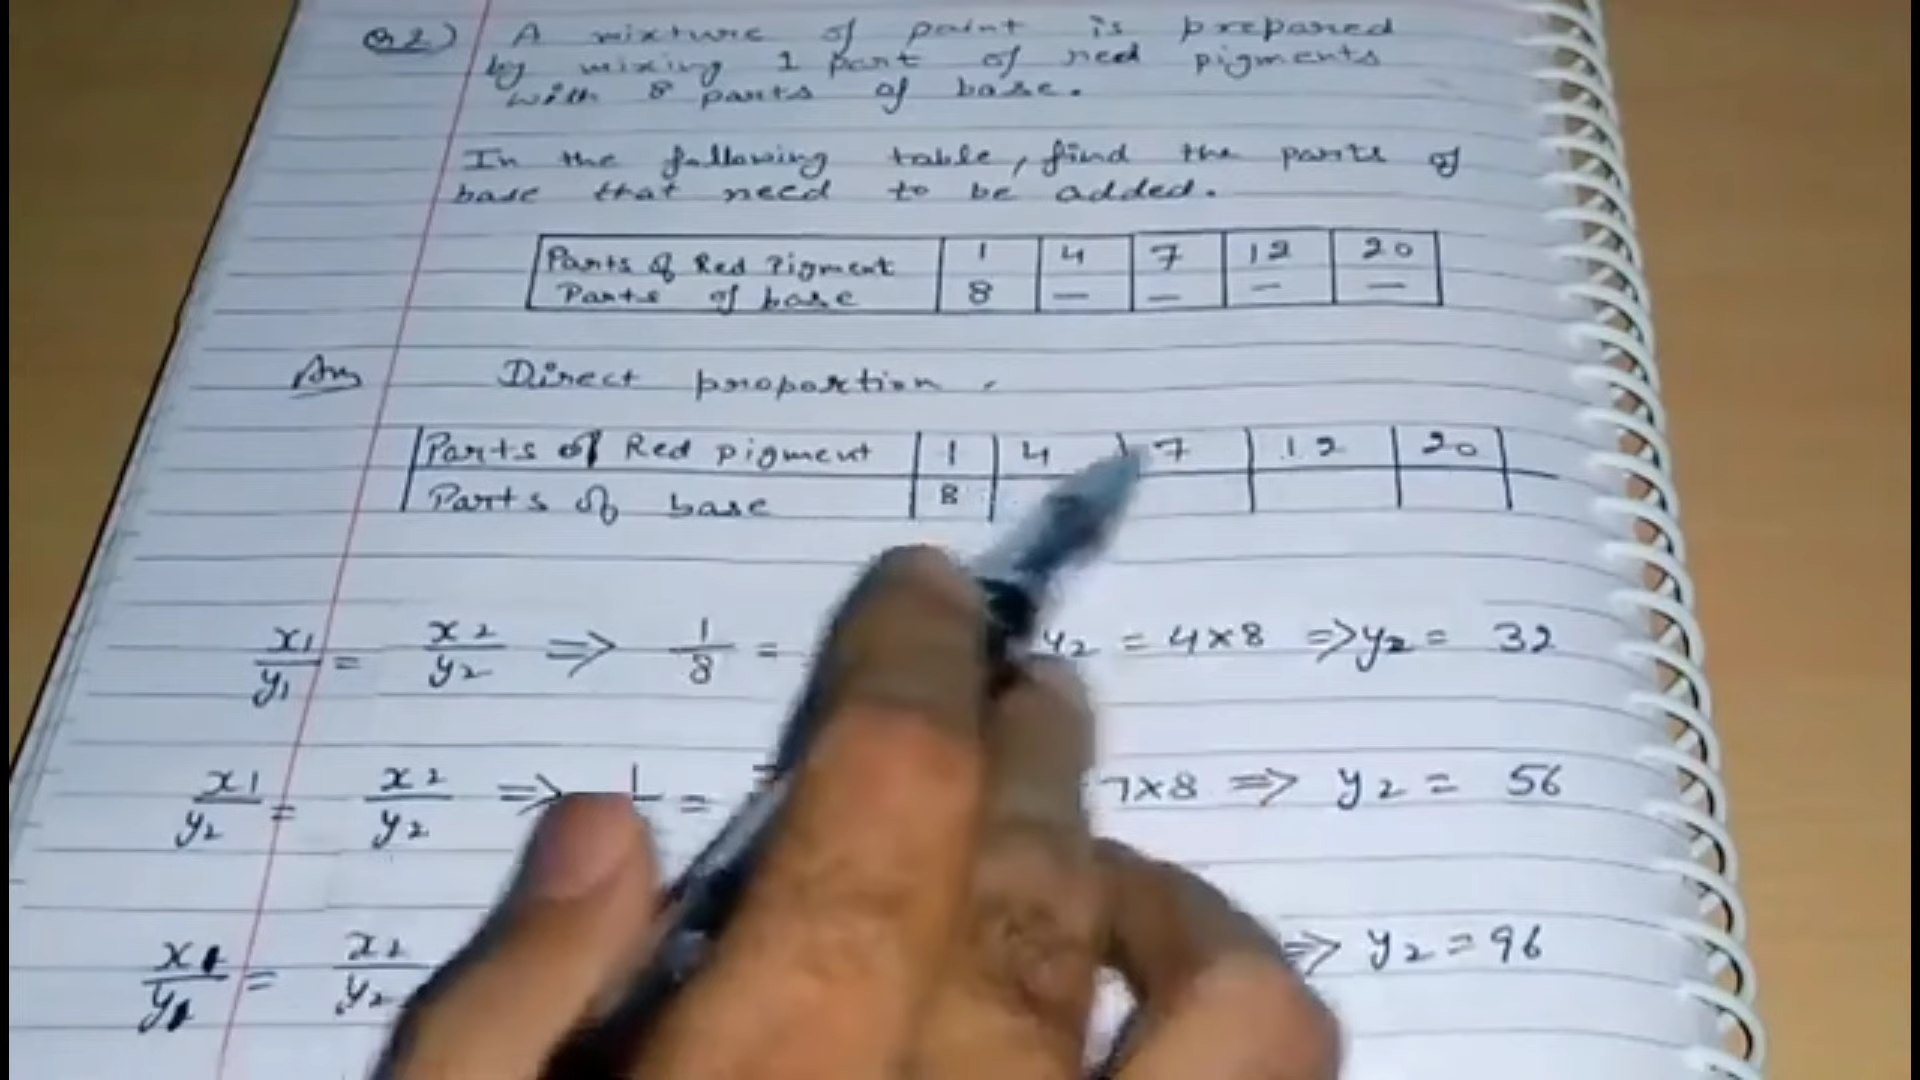 Q2) A mixture of paint is prepared
by mixing 1 part of red pigments
with 8 parts of base.
In the following table, find the parts of
base that need to be added.
Parts of Red Pigment 1 4 7 12 20
Parts of base 8 — — — —
Ans Direct proportion.
Parts of Red pigment 1 4 7 12 20
Parts of base 8
x1/y1 = x2/y2 => 1/8 = y2 = 4×8 => y2 = 32
x1/y2 = x2/y2 => 1 = 7×8 => y2 = 56
x1/y1 = x2/y2 => y2 = 96